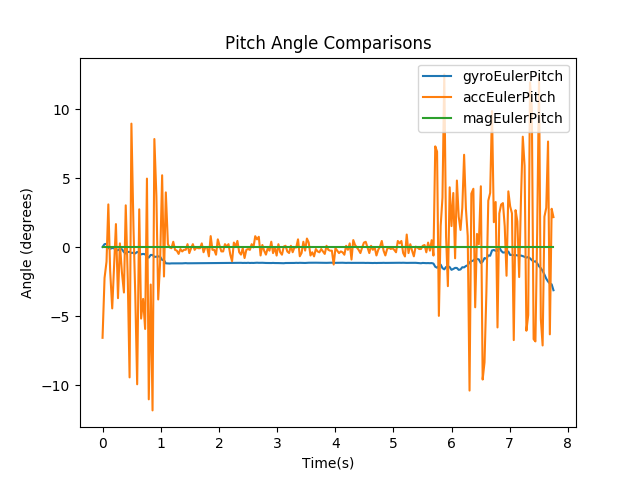 Pitch Angle Comparisons
gyroEulerPitch
accEulerPitch
magEulerPitch
Angle (degrees)
10
5
0
−5
−10
0 1 2 3 4 5 6 7 8
Time(s)